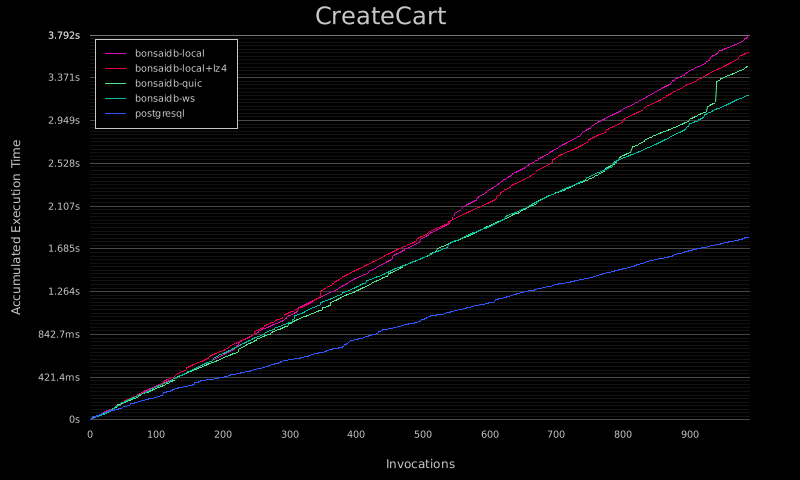 CreateCart
3.792s
3.371s
2.949s
2.528s
2.107s
1.685s
1.264s
842.7ms
421.4ms
0s
bonsaidb-local
bonsaidb-local+lz4
bonsaidb-quic
bonsaidb-ws
postgresql
Accumulated Execution Time
0 100 200 300 400 500 600 700 800 900
Invocations